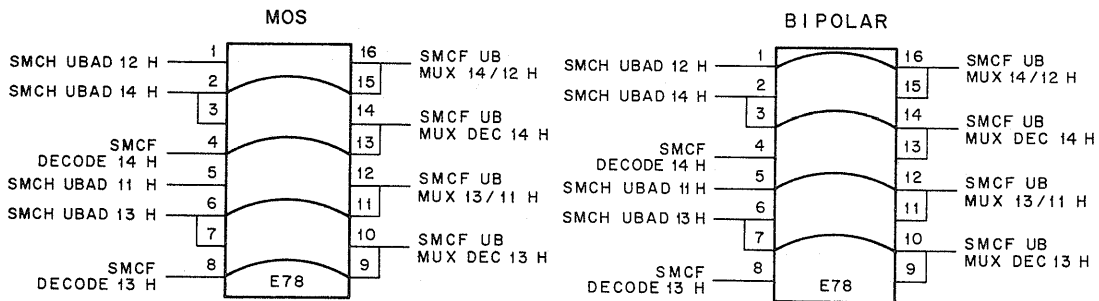 MOS
1
SMCH UBAD 12 H
2
SMCH UBAD 14 H
3
4
SMCF
DECODE 14 H
5
SMCH UBAD 11 H
6
SMCH UBAD 13 H
7
8
SMCF
DECODE 13 H
16
SMCF UB
MUX 14/12 H
15
14
SMCF UB
MUX DEC 14 H
13
12
SMCF UB
MUX 13/11 H
11
10
SMCF UB
MUX DEC 13 H
9
E78
BIPOLAR
1
SMCH UBAD 12 H
2
SMCH UBAD 14 H
3
4
SMCF
DECODE 14 H
5
SMCH UBAD 11 H
6
SMCH UBAD 13 H
7
8
SMCF
DECODE 13 H
16
SMCF UB
MUX 14/12 H
15
14
SMCF UB
MUX DEC 14 H
13
12
SMCF UB
MUX 13/11 H
11
10
SMCF UB
MUX DEC 13 H
9
E78